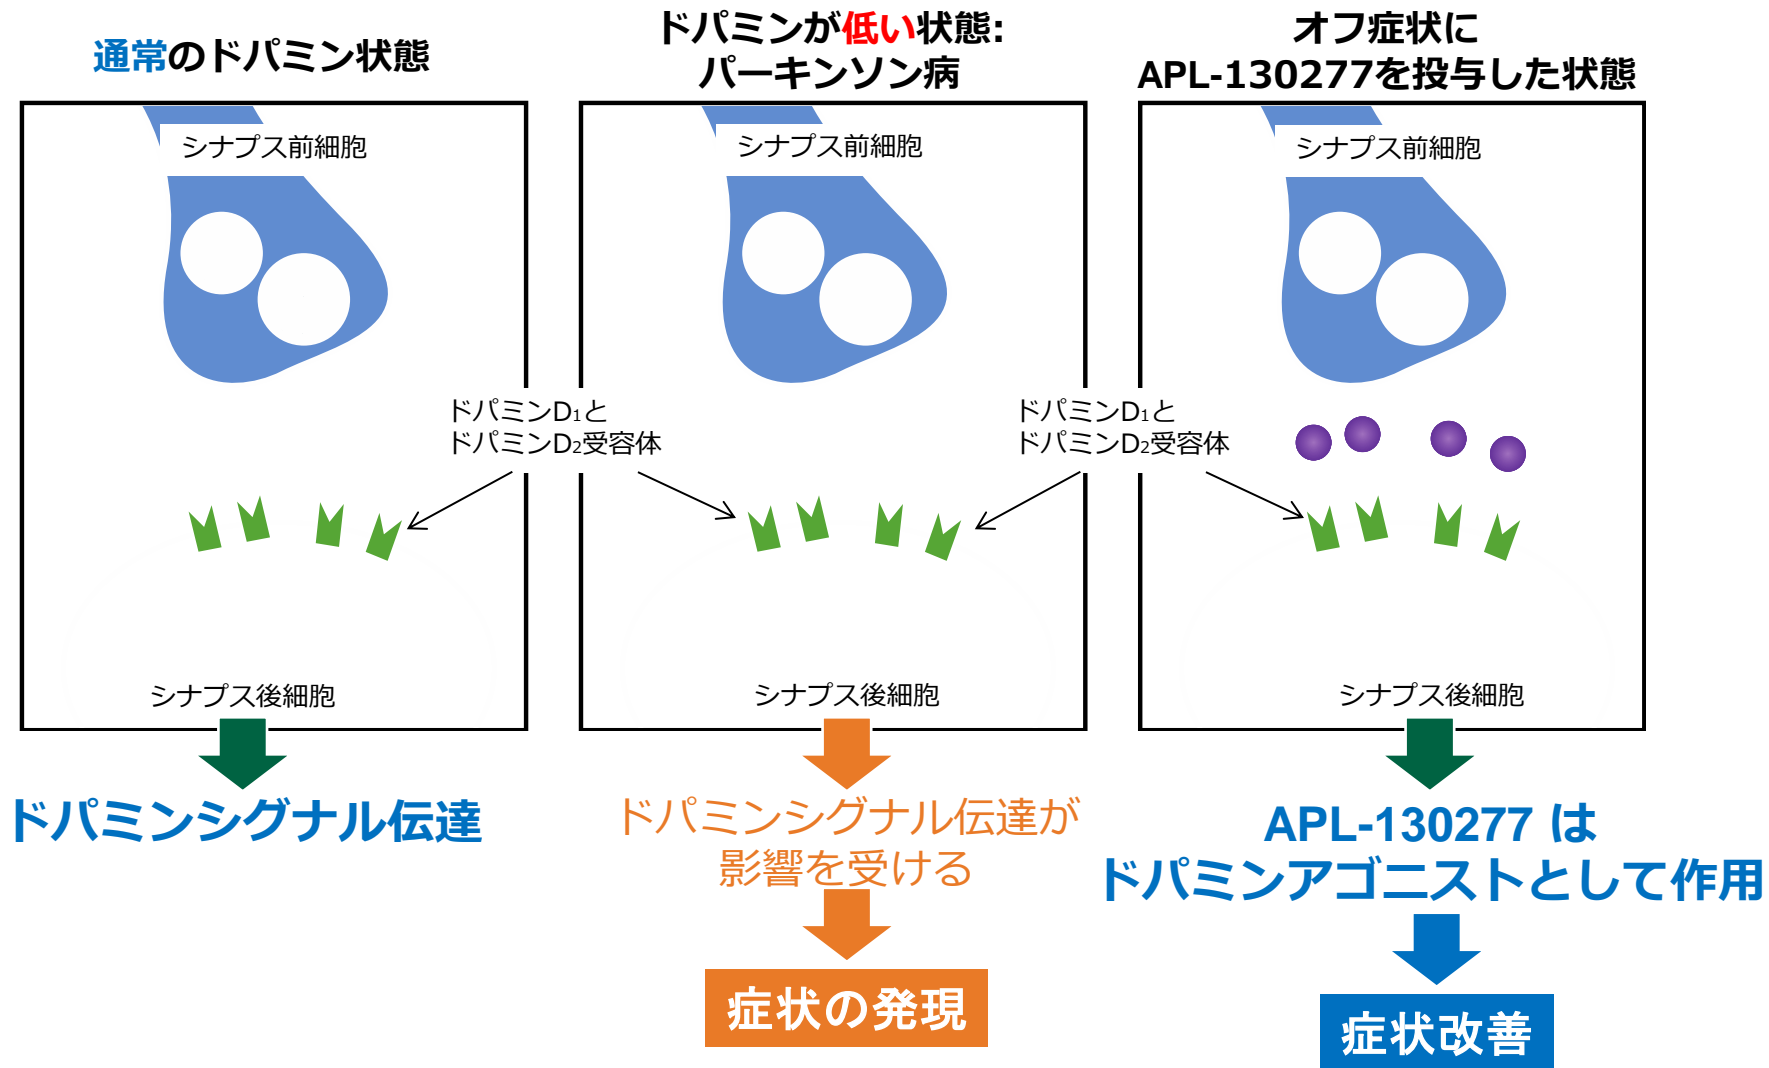 通常のドパミン状態
ドパミンが低い状態:
パーキンソン病
オフ症状に
APL-130277を投与した状態
シナプス前細胞
シナプス前細胞
シナプス前細胞
ドパミンD1と
ドパミンD2受容体
ドパミンD1と
ドパミンD2受容体
シナプス後細胞
シナプス後細胞
シナプス後細胞
ドパミンシグナル伝達
ドパミンシグナル伝達が
影響を受ける
症状の発現
APL-130277 は
ドパミンアゴニストとして作用
症状改善